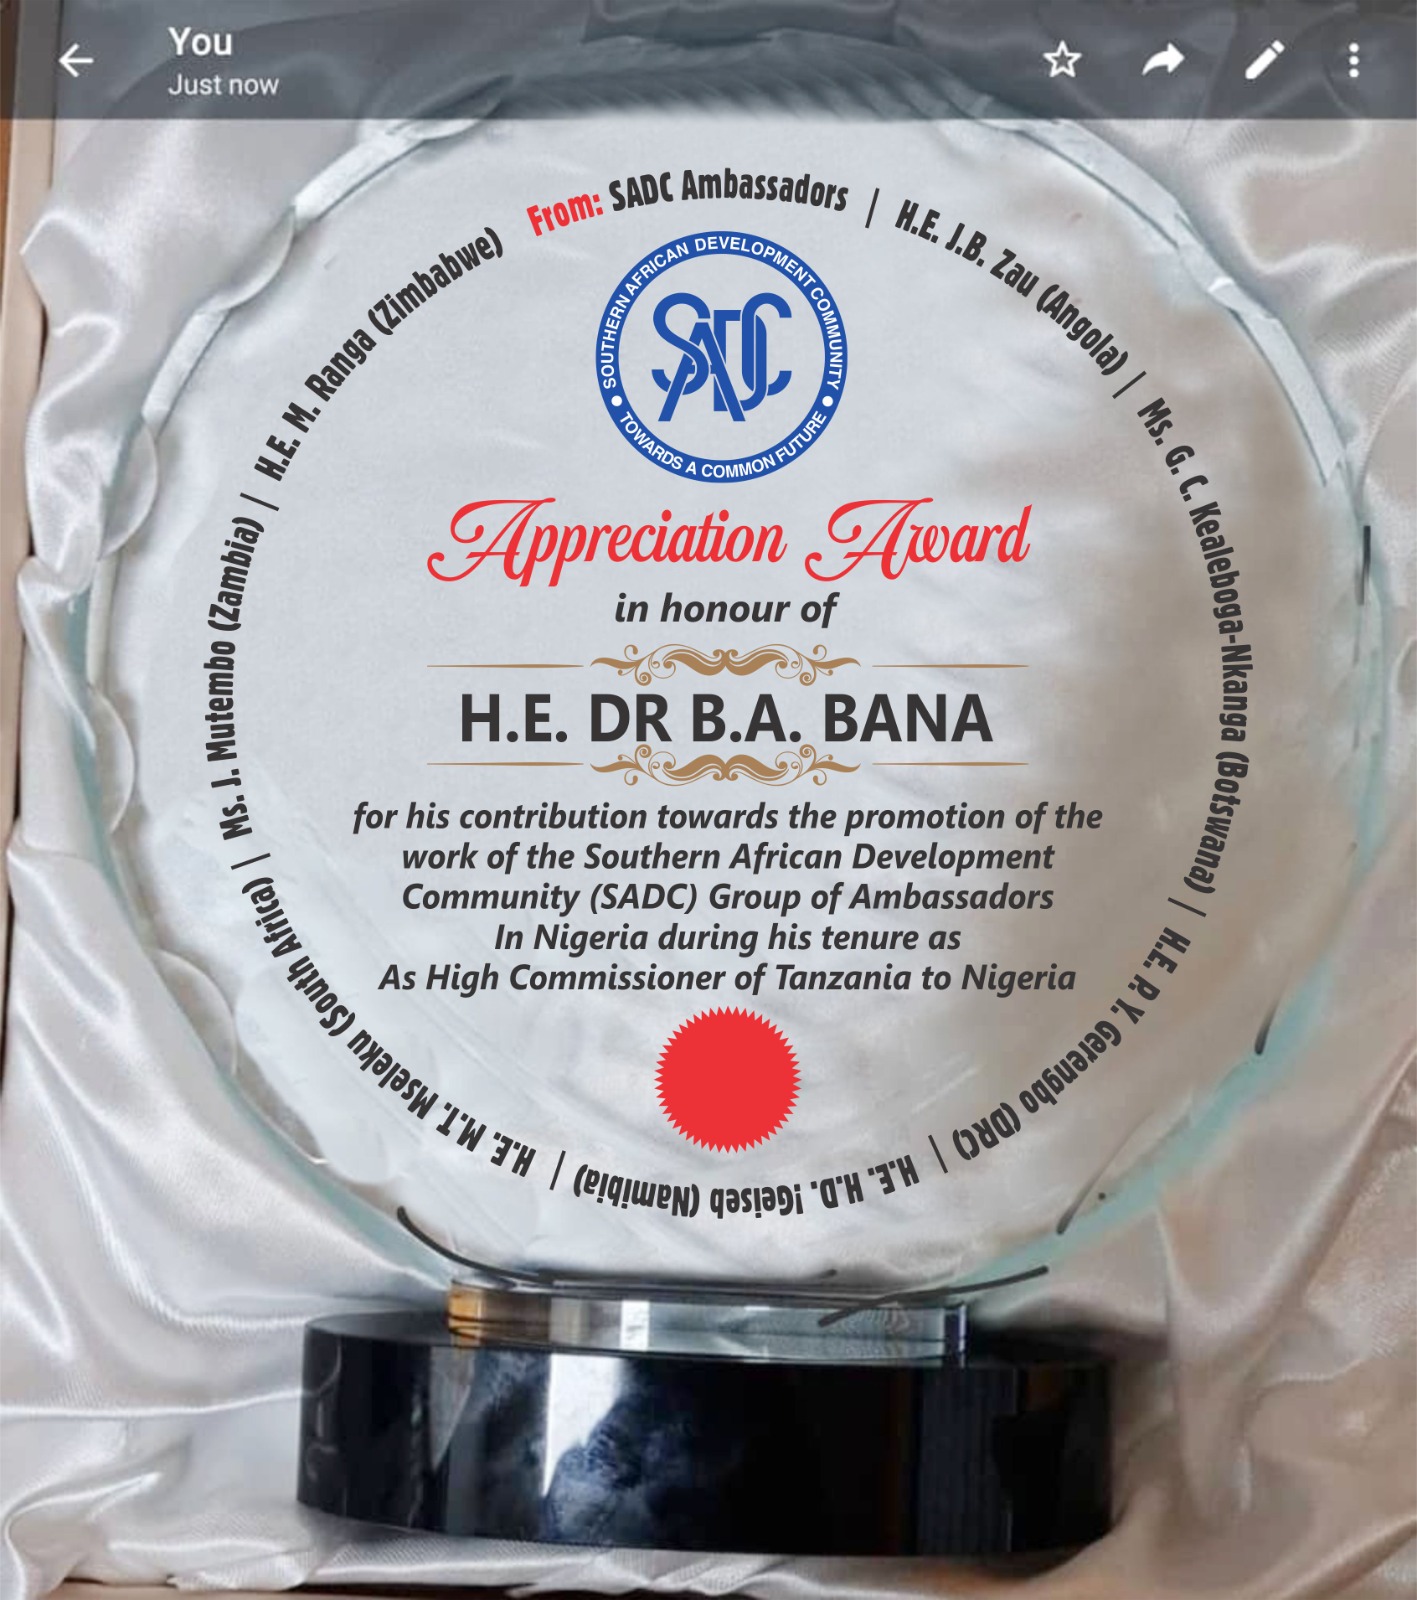 You
Just now
From: SADC Ambassadors | H.E. J.B. Zau (Angola) | Ms. G. C. Kealeboga-Nkanga (Botswana) | H.E. P. Y. Gerengbo (DRC) | H.E. H.D. !Geiseb (Namibia) | H.E. M.T. Mseleku (South Africa) | Ms. J. Mutembo (Zambia) | H.E. M. Ranga (Zimbabwe)
SOUTHERN AFRICAN DEVELOPMENT COMMUNITY
SADC
TOWARDS A COMMON FUTURE
Appreciation Award
in honour of
H.E. DR B.A. BANA
for his contribution towards the promotion of the
work of the Southern African Development
Community (SADC) Group of Ambassadors
In Nigeria during his tenure as
As High Commissioner of Tanzania to Nigeria